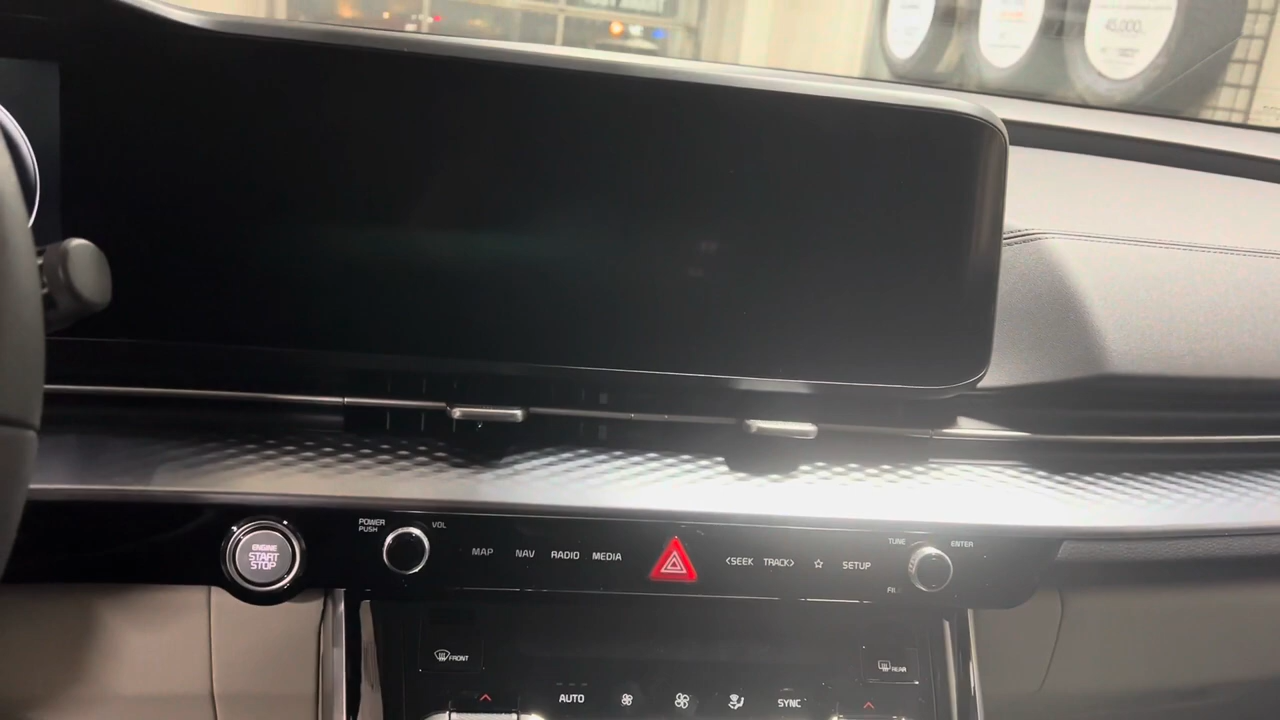 45,000
ENGINE
START
STOP
POWER
PUSH
VOL
MAP
NAV
RADIO
MEDIA
<SEEK
TRACK>
☆
SETUP
TUNE
ENTER
FRONT
REAR
AUTO
SYNC